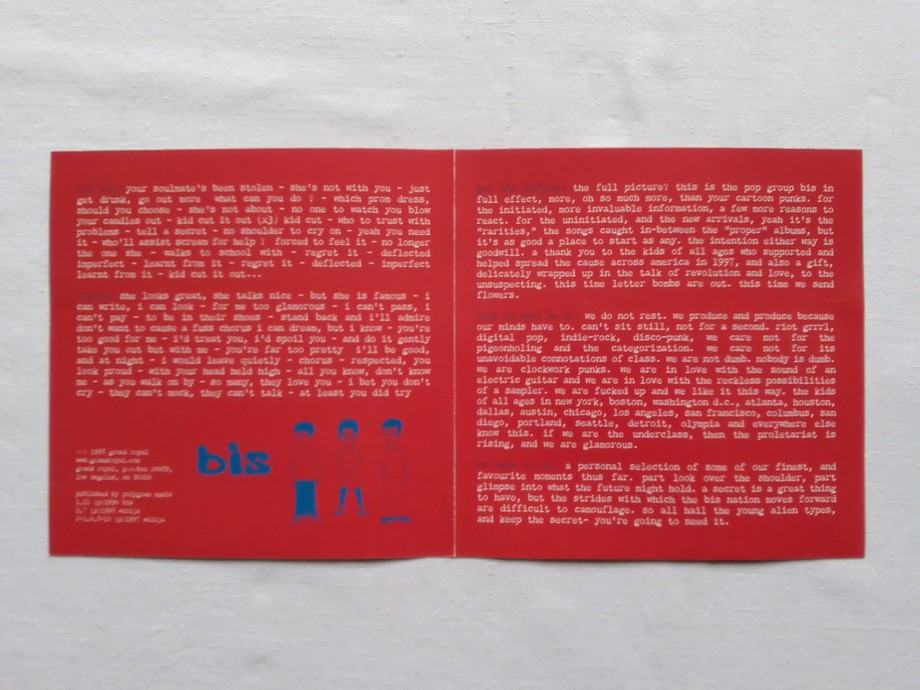 your soulmate's been stolen - she's not with you - just
get drunk, go out more what can you do ? - which prom dress,
should you choose - she's not about - no one to watch you blow
your candles out - kid cut it out (x3) kid cut - who to trust with
problems - tell a secret - no shoulder to cry on - yeah you need
it - who'll assist scream for help ? forced to feel it - no longer
the one she - walks to school with - regret it - deflected
imperfect - learnt from it - regret it - deflected - imperfect
learnt from it - kid cut it out...
she looks great, she talks nice - but she is famous - i
can write, i can look - for me too glamorous - i can't pass, i
can't pay - to be in their shoes - stand back and i'll admire
don't want to cause a fuss chorus i can dream, but i know - you're
too good for me - i'd treat you, i'd spoil you - and do it gently
take you out but with me - you're far too pretty i'll be good,
and at night - i would leave quietly - chorus - respected, you
look proud - with your head held high - all you know, don't know
me - as you walk on by - so many, they love you - i bet you don't
cry - they can't mock, they can't talk - at least you did try
1998 grand royal
www.grandroyal.com
grand royal, p.o.box
los angeles, ca
published by polygram music
bis
the full picture? this is the pop group bis in
full effect, more, oh so much more, than your cartoon punks. for
the initiated, more invaluable information, a few more reasons to
react. for the uninitiated, and the new arrivals, yeah it's the
"rarities," the songs caught in-between the "proper" albums, but
it's as good a place to start as any. the intention either way is
goodwill. a thank you to the kids of all ages who supported and
helped spread the cause across america in 1997, and also a gift,
delicately wrapped up in the talk of revolution and love, to the
unsuspecting. this time letter bombs are out. this time we send
flowers.
we do not rest. we produce and produce because
our minds have to. can't sit still, not for a second. riot grrrl,
digital pop, indie-rock, disco-punk, we care not for the
pigeonholing and the categorization. we care not for its
unavoidable connotations of class. we are not dumb. nobody is dumb.
we are clockwork punks. we are in love with the sound of an
electric guitar and we are in love with the reckless possibilities
of a sampler. we are fucked up and we like it this way. the kids
of all ages in new york, boston, washington d.c., atlanta, houston,
dallas, austin, chicago, los angeles, san francisco, columbus, san
diego, portland, seattle, detroit, olympia and everywhere else
know this. if we are the underclass, then the proletariat is
rising, and we are glamorous.
a personal selection of some of our finest, and
favourite moments thus far. part look over the shoulder, part
glimpse into what the future might hold. a secret is a great thing
to have, but the strides with which the bis nation moves forward
are difficult to camouflage. so all hail the young alien types,
and keep the secret- you're going to need it.